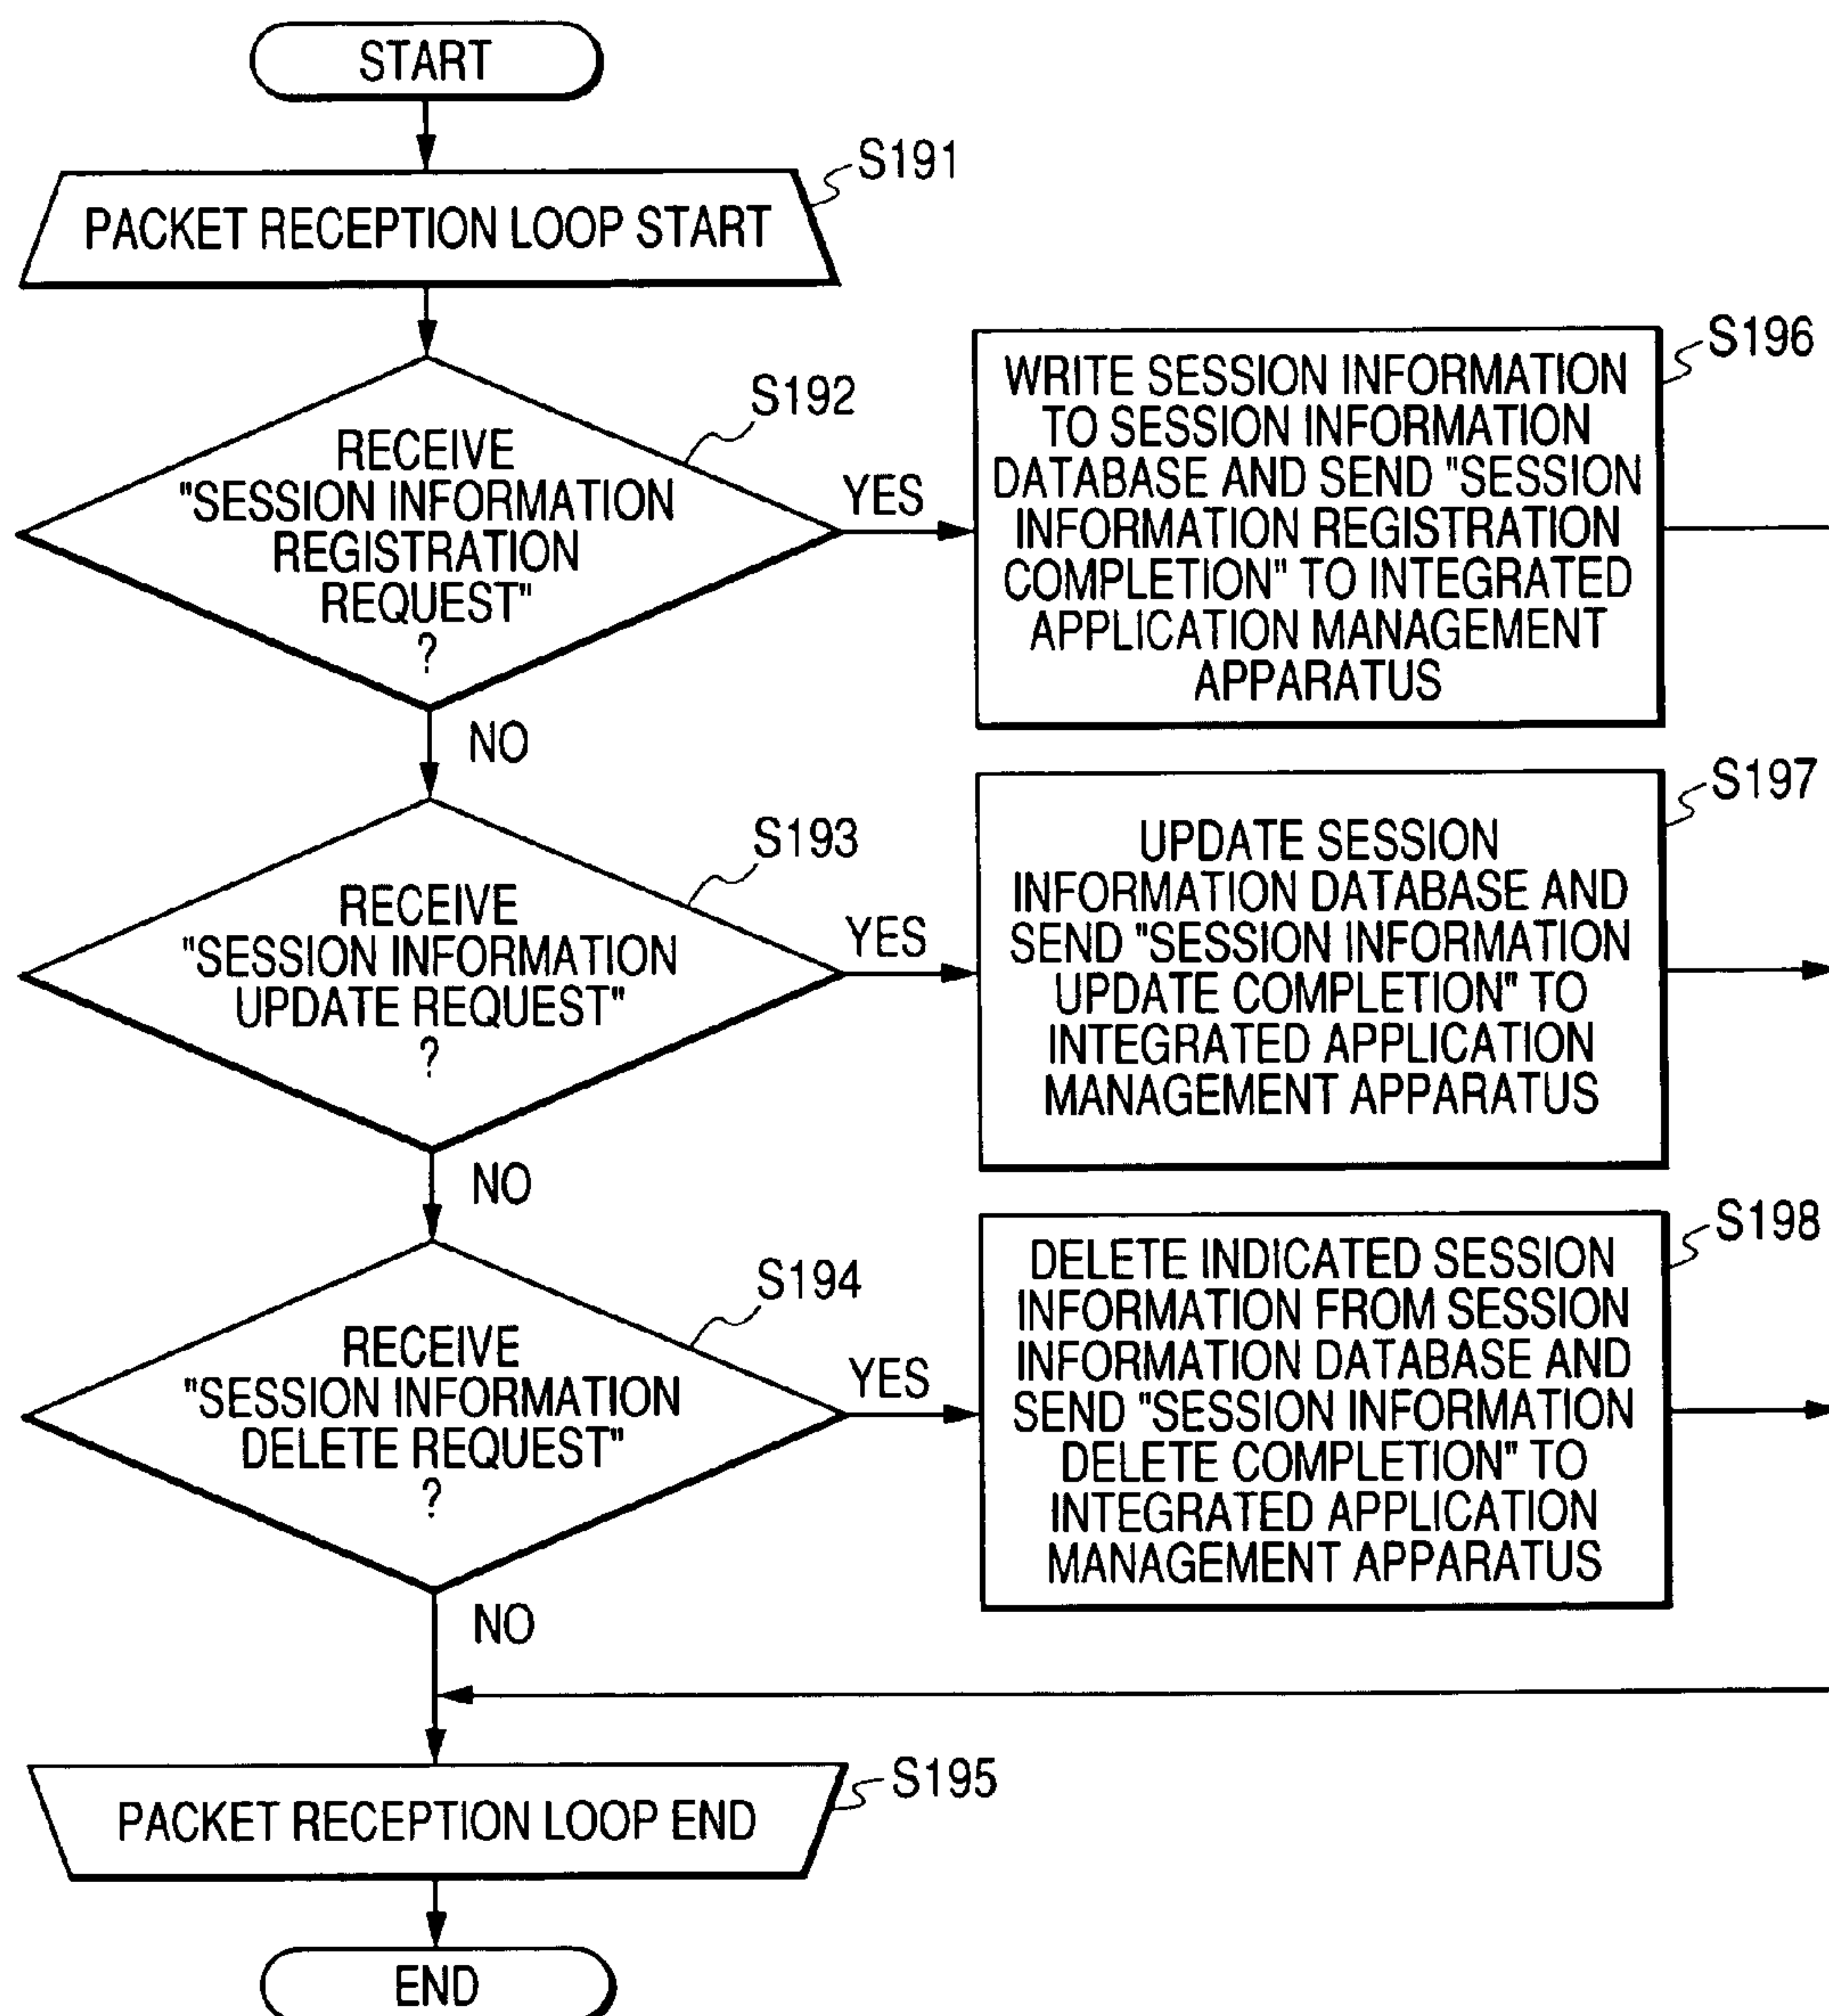 START
S191
PACKET RECEPTION LOOP START
S192
RECEIVE
"SESSION INFORMATION
REGISTRATION
REQUEST"
?
YES
NO
S196
WRITE SESSION INFORMATION
TO SESSION INFORMATION
DATABASE AND SEND "SESSION
INFORMATION REGISTRATION
COMPLETION" TO INTEGRATED
APPLICATION MANAGEMENT
APPARATUS
S193
RECEIVE
"SESSION INFORMATION
UPDATE REQUEST"
?
YES
NO
S197
UPDATE SESSION
INFORMATION DATABASE AND
SEND "SESSION INFORMATION
UPDATE COMPLETION" TO
INTEGRATED APPLICATION
MANAGEMENT APPARATUS
S194
RECEIVE
"SESSION INFORMATION
DELETE REQUEST"
?
YES
NO
S198
DELETE INDICATED SESSION
INFORMATION FROM SESSION
INFORMATION DATABASE AND
SEND "SESSION INFORMATION
DELETE COMPLETION" TO
INTEGRATED APPLICATION
MANAGEMENT APPARATUS
S195
PACKET RECEPTION LOOP END
END